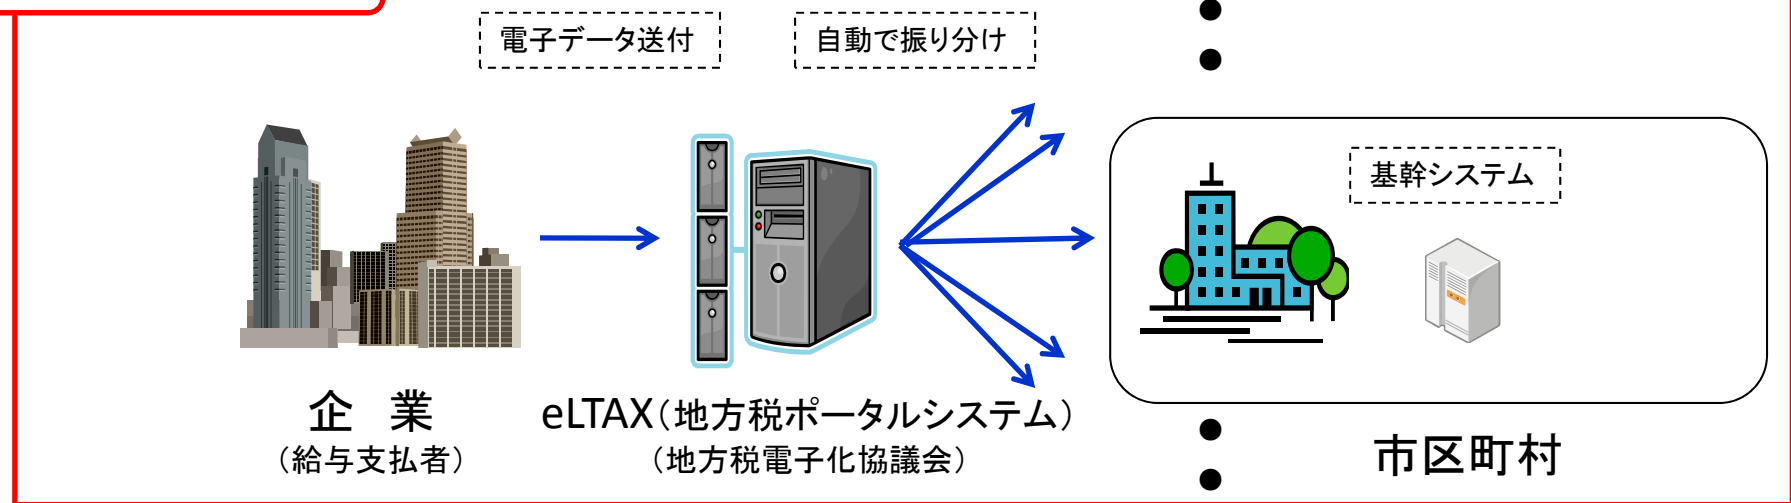 電子データ送付
自動で振り分け
基幹システム
企　業
（給与支払者）
eLTAX（地方税ポータルシステム）
（地方税電子化協議会）
市区町村